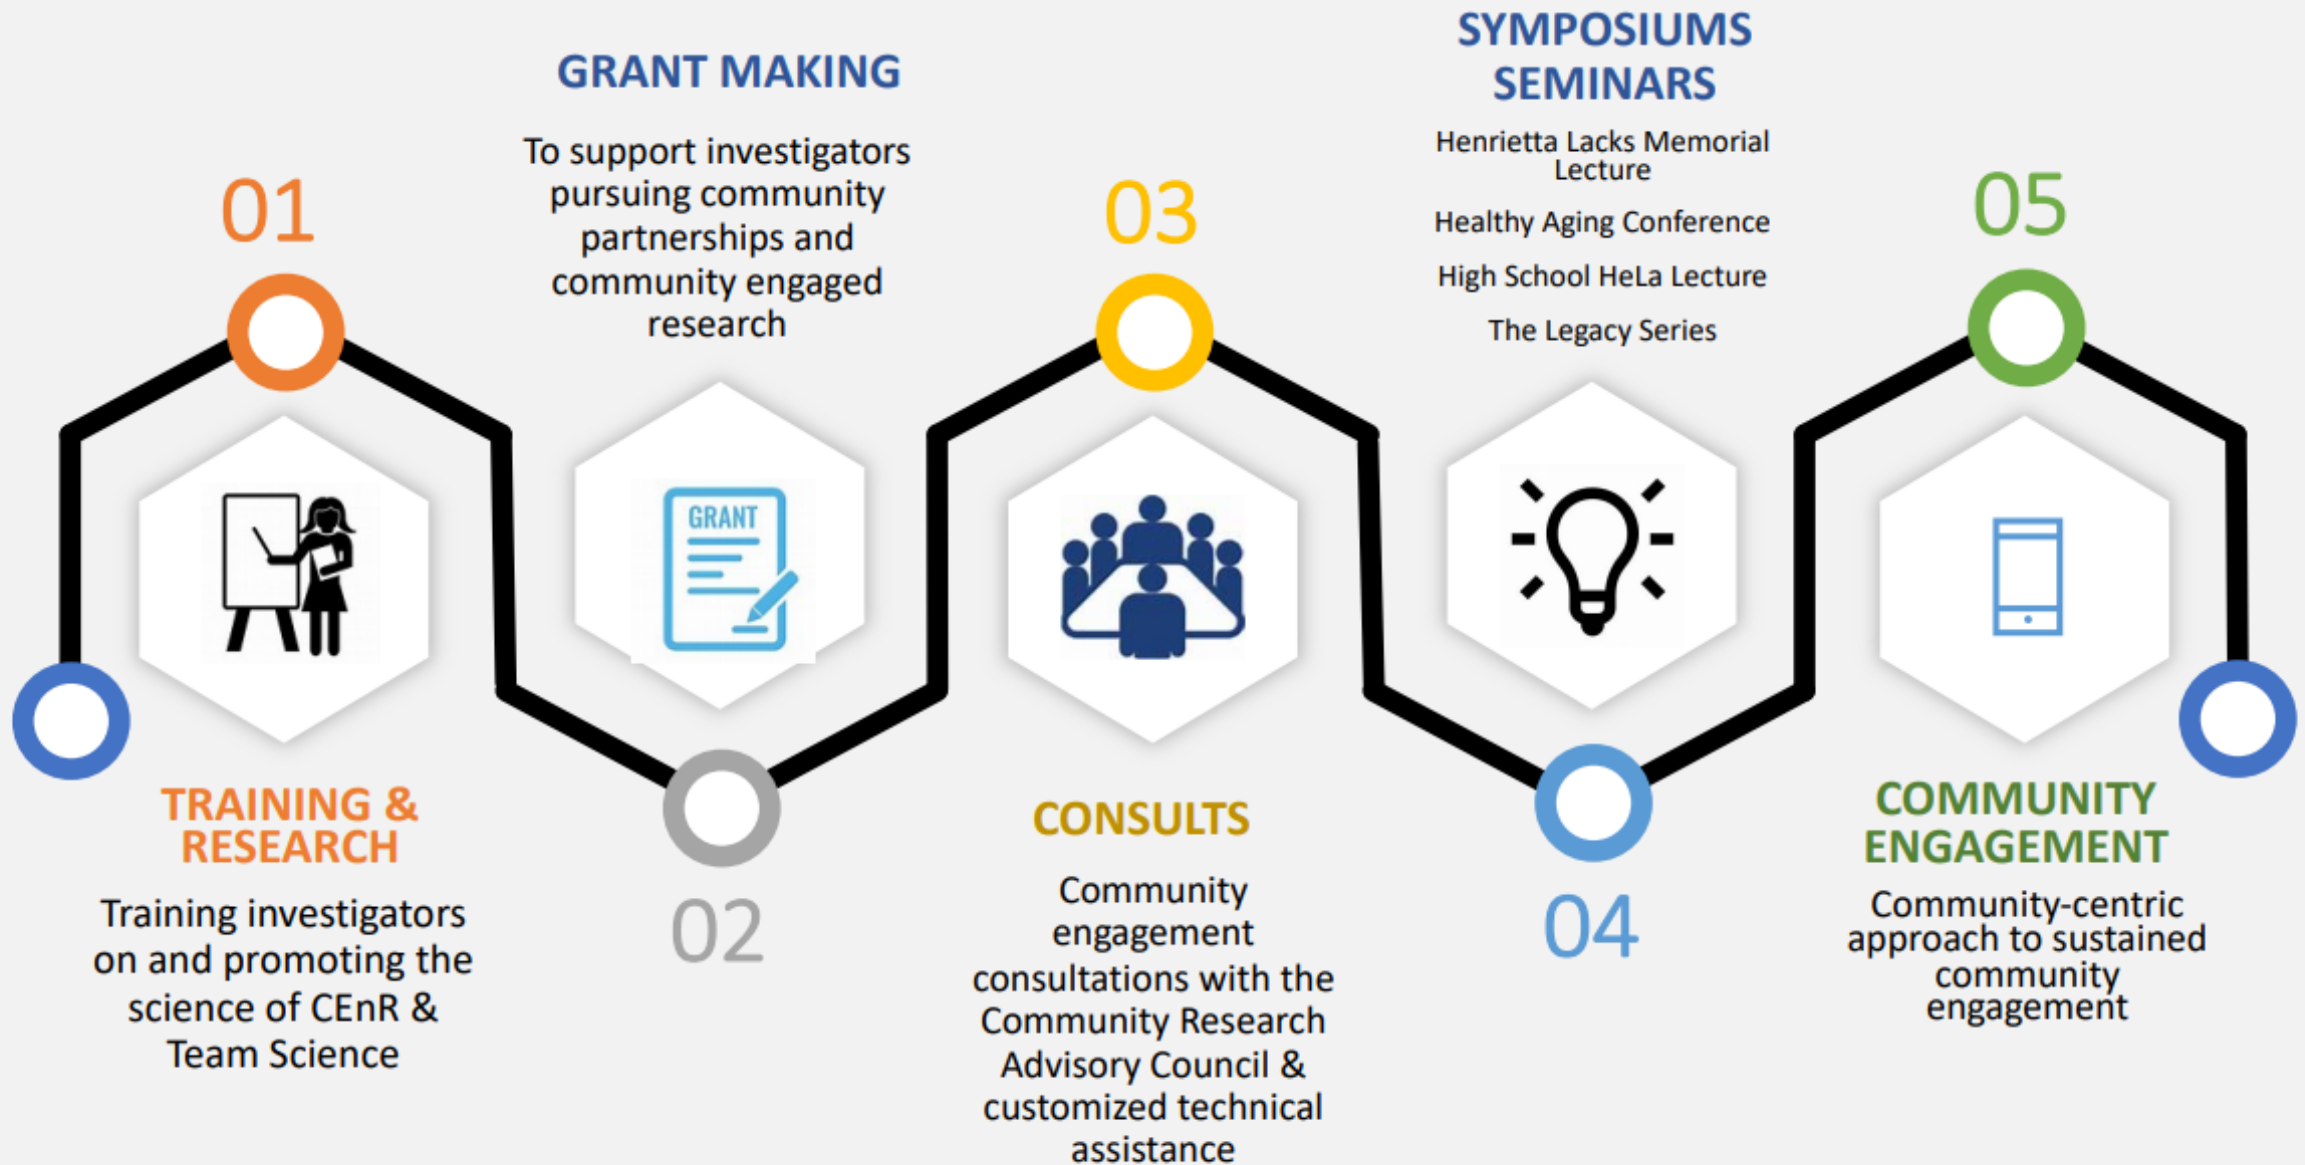 01
TRAINING &
RESEARCH
Training investigators
on and promoting the
science of CEnR &
Team Science
GRANT MAKING
To support investigators
pursuing community
partnerships and
community engaged
research
GRANT
02
03
CONSULTS
Community
engagement
consultations with the
Community Research
Advisory Council &
customized technical
assistance
SYMPOSIUMS
SEMINARS
Henrietta Lacks Memorial
Lecture
Healthy Aging Conference
High School HeLa Lecture
The Legacy Series
04
05
COMMUNITY
ENGAGEMENT
Community-centric
approach to sustained
community
engagement